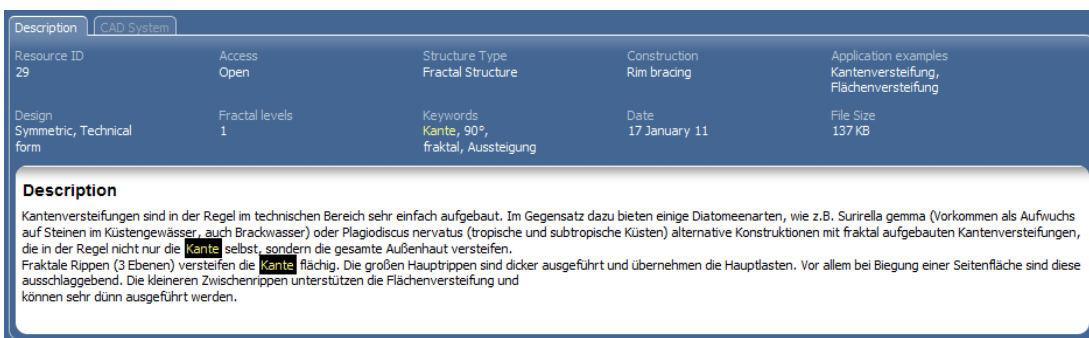 Description CAD System
Resource ID Access Structure Type Construction Application examples
29 Open Fractal Structure Rim bracing Kantenversteifung,
Flächenversteifung
Design Fractal levels Keywords Date File Size
Symmetric, Technical 1 Kante, 90°, 17 January 11 137 KB
form fraktal, Aussteigung
Description
Kantenversteifungen sind in der Regel im technischen Bereich sehr einfach aufgebaut. Im Gegensatz dazu bieten einige Diatomeenarten, wie z.B. Surirella gemma (Vorkommen als Aufwuchs
auf Steinen im Küstengewässer, auch Brackwasser) oder Plagiodiscus nervatus (tropische und subtropische Küsten) alternative Konstruktionen mit fraktal aufgebauten Kantenversteifungen,
die in der Regel nicht nur die Kante selbst, sondern die gesamte Außenhaut versteifen.
Fraktale Rippen (3 Ebenen) versteifen die Kante flächig. Die großen Hauptrippen sind dicker ausgeführt und übernehmen die Hauptlasten. Vor allem bei Biegung einer Seitenfläche sind diese
ausschlaggebend. Die kleineren Zwischenrippen unterstützen die Flächenversteifung und
können sehr dünn ausgeführt werden.